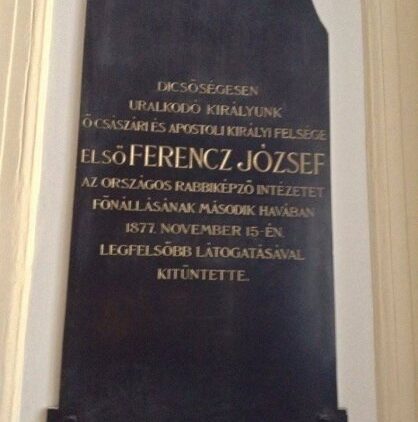 DICSŐSÉGESEN
URALKODÓ KIRÁLYUNK
Ő CSÁSZÁRI ÉS APOSTOLI KIRÁLYI FELSÉGE
ELSŐ FERENCZ JÓZSEF
AZ ORSZÁGOS RABBIKÉPZŐ INTÉZETET
FÖNÁLLÁSÁNAK MÁSODIK HAVÁBAN
1877. NOVEMBER 15-ÉN.
LEGFELSŐBB LÁTOGATÁSÁVAL
KITÜNTETTE.